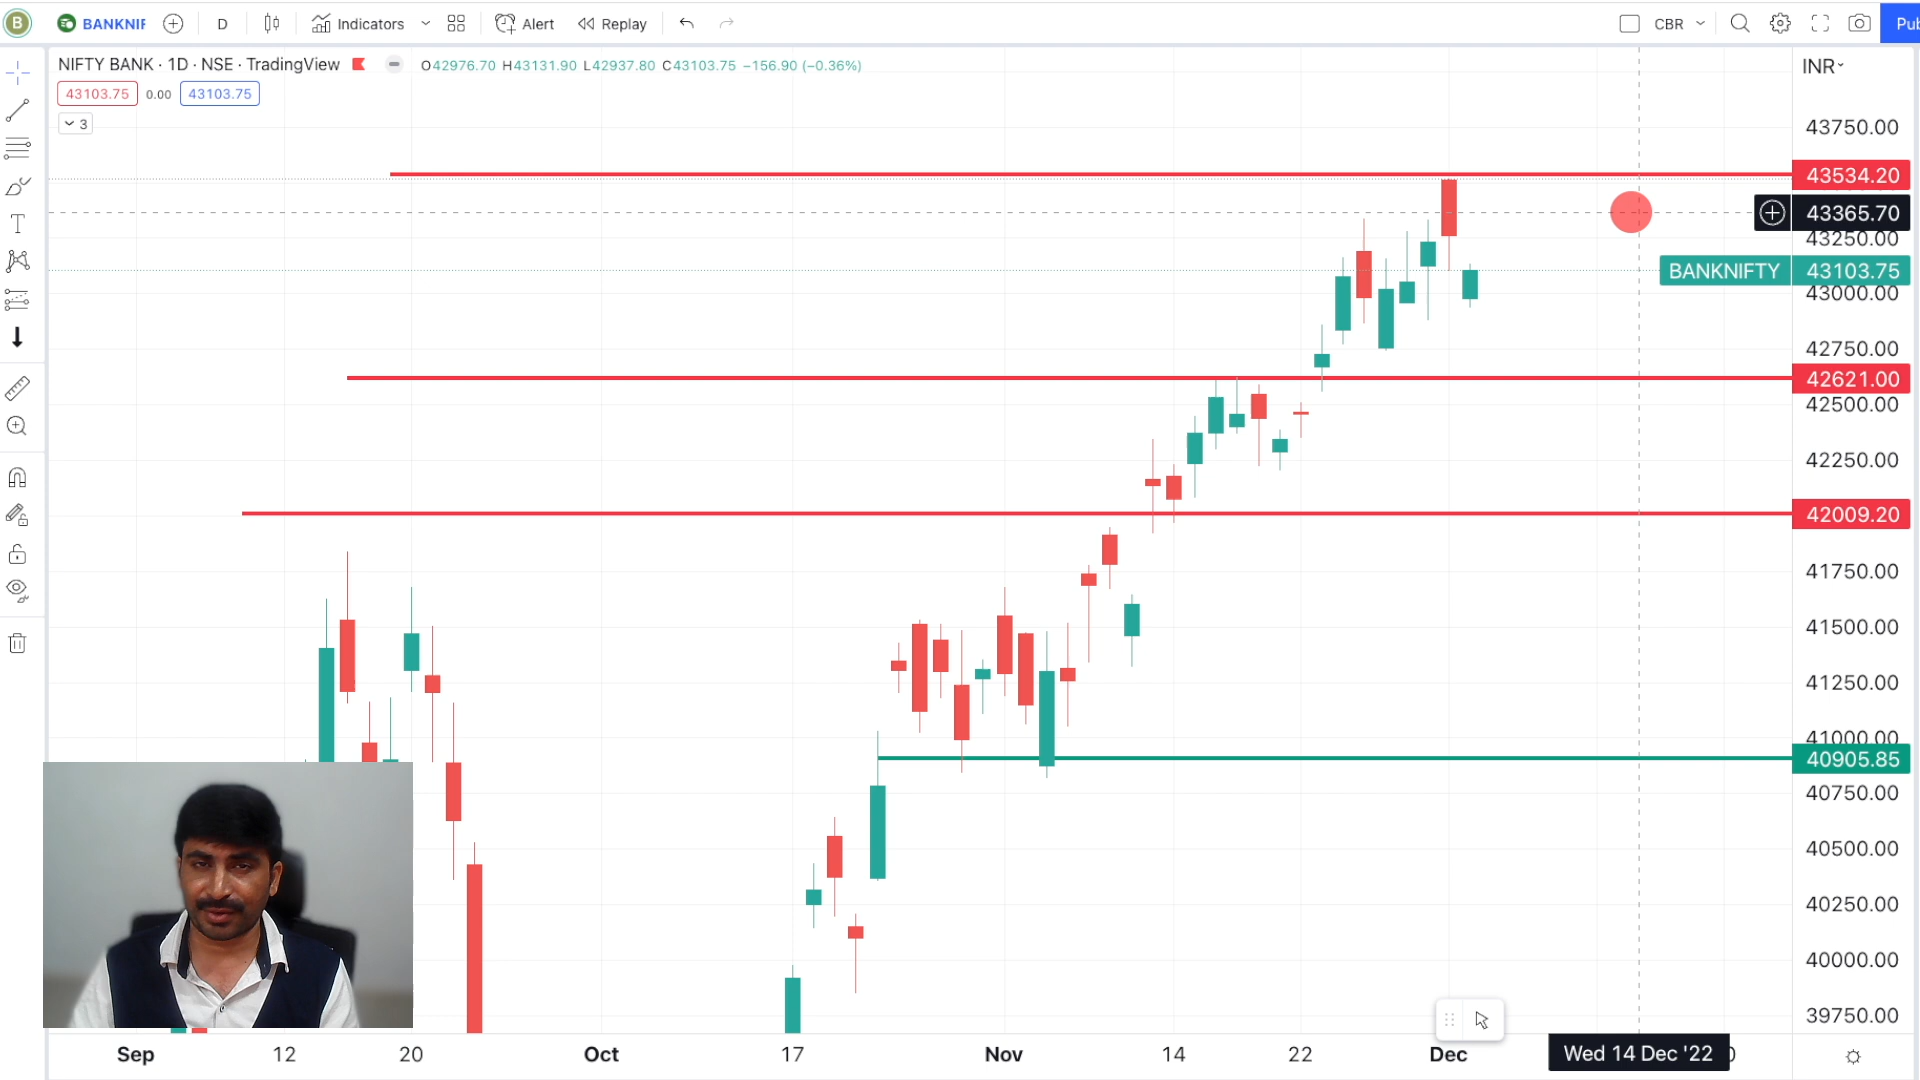 B
BANKNIF
D
Indicators
Alert
Replay
CBR
Pub
NIFTY BANK · 1D · NSE · TradingView
O42976.70 H43131.90 L42937.80 C43103.75 −156.90 (−0.36%)
INR
43103.75 0.00 43103.75
3
43750.00
43534.20
43365.70
43250.00
BANKNIFTY 43103.75
43000.00
42750.00
42621.00
42500.00
42250.00
42009.20
41750.00
41500.00
41250.00
41000.00
40905.85
40750.00
40500.00
40250.00
40000.00
39750.00
Sep 12 20 Oct 17 Nov 14 22 Dec Wed 14 Dec '22